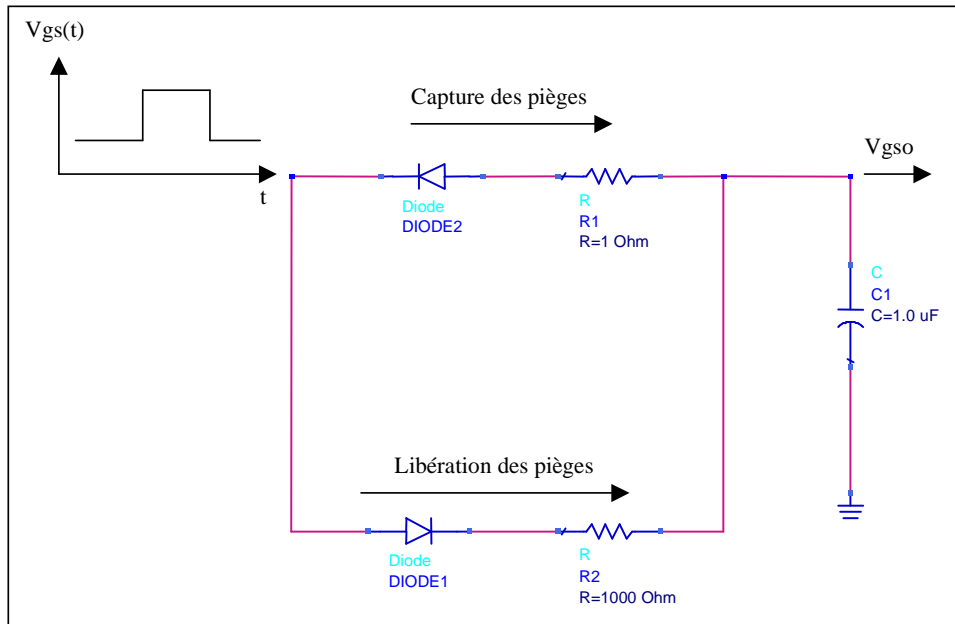 Vgs(t)
Capture des pièges
Vgso
t
Diode
DIODE2
R
R1
R=1 Ohm
C
C1
C=1.0 uF
Libération des pièges
Diode
DIODE1
R
R2
R=1000 Ohm